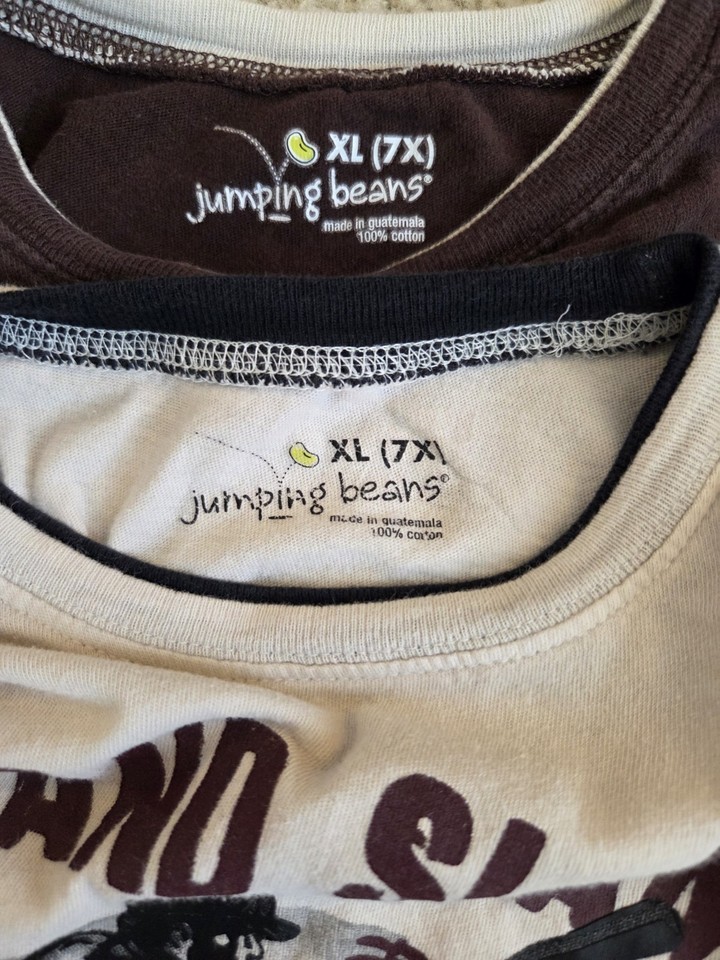 XL (7X)
jumping beans®
made in guatemala
100% cotton
XL (7X)
jumping beans®
made in guatemala
100% cotton